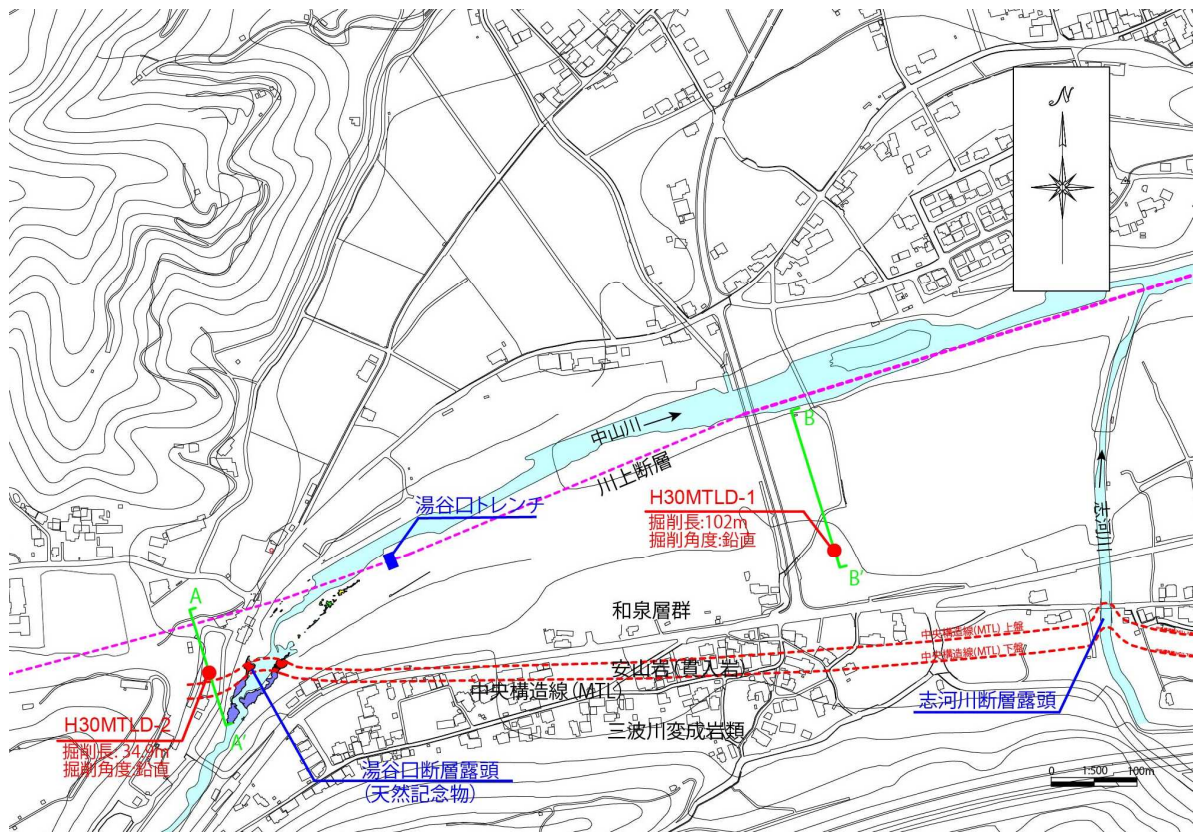 N
中山川
川上断層
湯谷口トレンチ
H30MTLD-1
掘削長:102m
掘削角度:鉛直
B
B'
志河川
A
和泉層群
中央構造線(MTL) 上盤
中央構造線(MTL) 下盤
安山岩(貫入岩)
中央構造線(MTL)
三波川変成岩類
志河川断層露頭
H30MTLD-2
掘削長: 34.9m
掘削角度:鉛直
A'
湯谷口断層露頭
(天然記念物)
0 1:500 100m